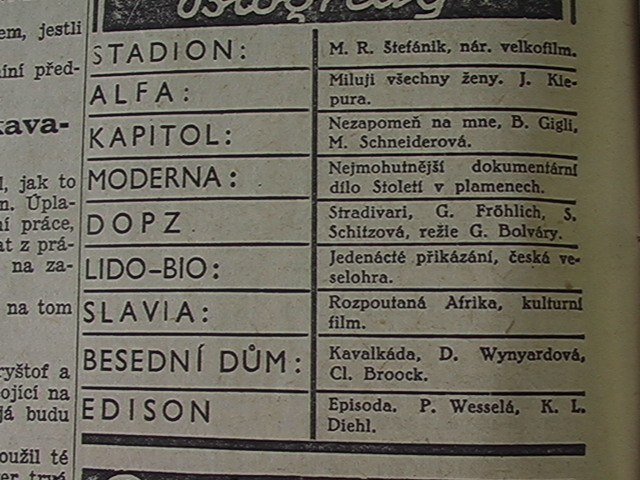 em, jestli
ní před-
kava-
l, jak to
n. Úpla-
ní práce,
at z prá-
na za-
na tom
ryštof a
ojící na
já budu
oužil té
Biografy
STADION:
M. R. Štefánik, nár. velkofilm.
ALFA:
Miluji všechny ženy. J. Kie-
pura.
KAPITOL:
Nezapomeň na mne, B. Gigli,
M. Schneiderová.
MODERNA:
Nejmohutnější dokumentární
dílo Století v plamenech.
DOPZ
Stradivari, G. Fröhlich, S.
Schitzová, režie G. Bolváry.
LIDO-BIO:
Jedenácté přikázání, česká ve-
selohra.
SLAVIA:
Rozpoutaná Afrika, kulturní
film.
BESEDNÍ DŮM:
Kavalkáda, D. Wynyardová,
Cl. Broock.
EDISON
Episoda. P. Wesselá, K. L.
Diehl.